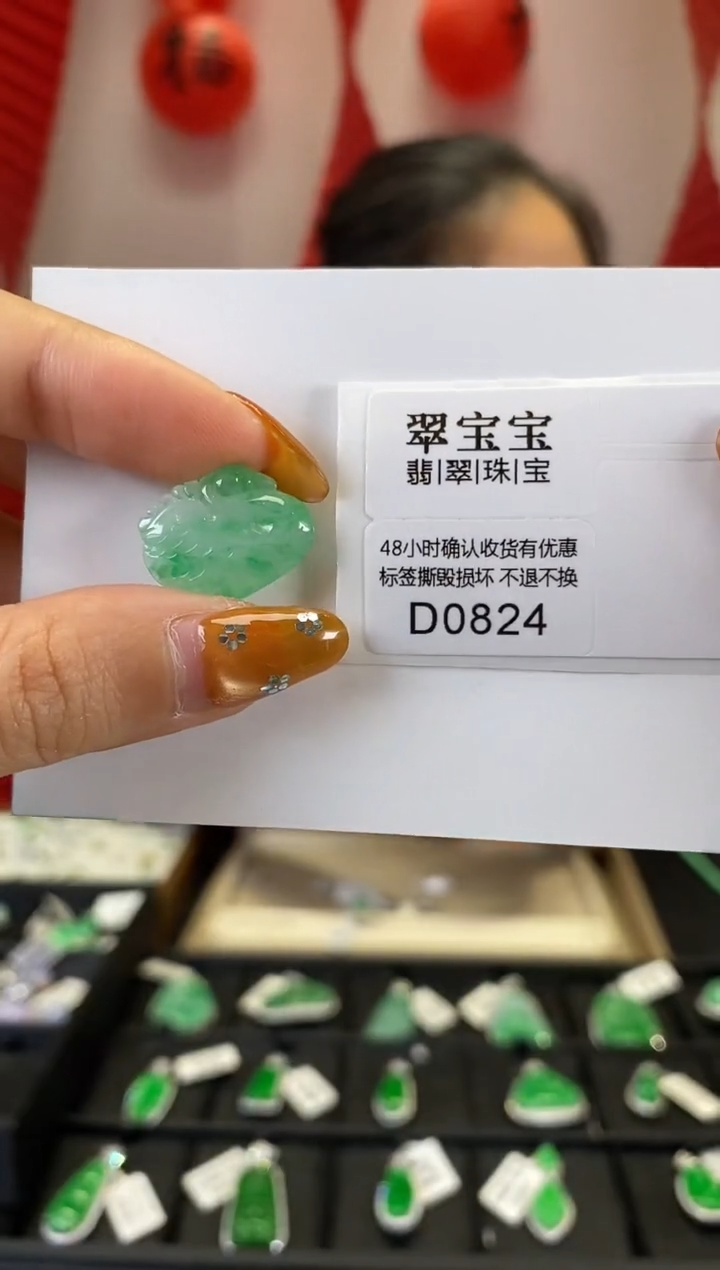 翠宝宝
翡|翠|珠|宝
48小时确认收货有优惠
标签撕毁损坏 不退不换
D0824